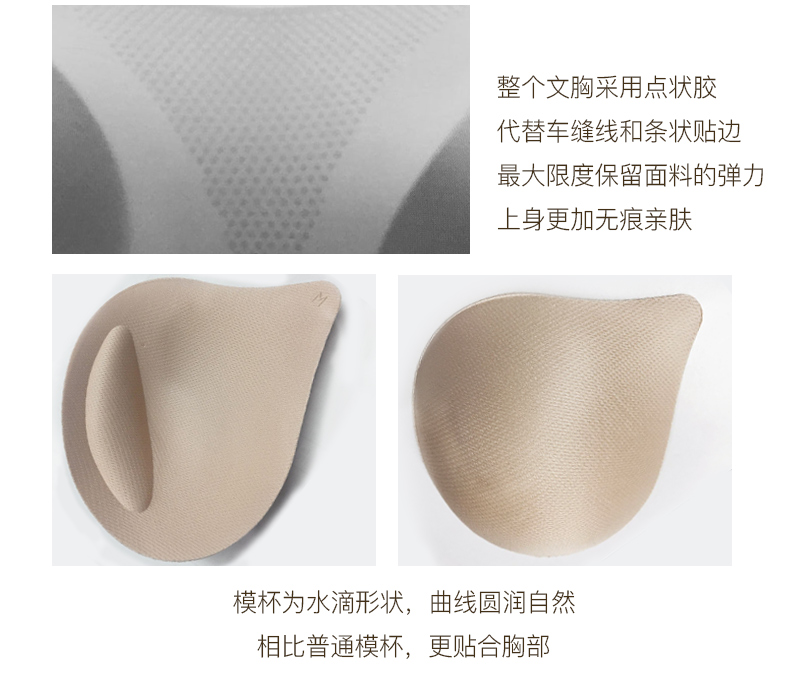 整个文胸采用点状胶
代替车缝线和条状贴边
最大限度保留面料的弹力
上身更加无痕亲肤
M
模杯为水滴形状，曲线圆润自然
相比普通模杯，更贴合胸部